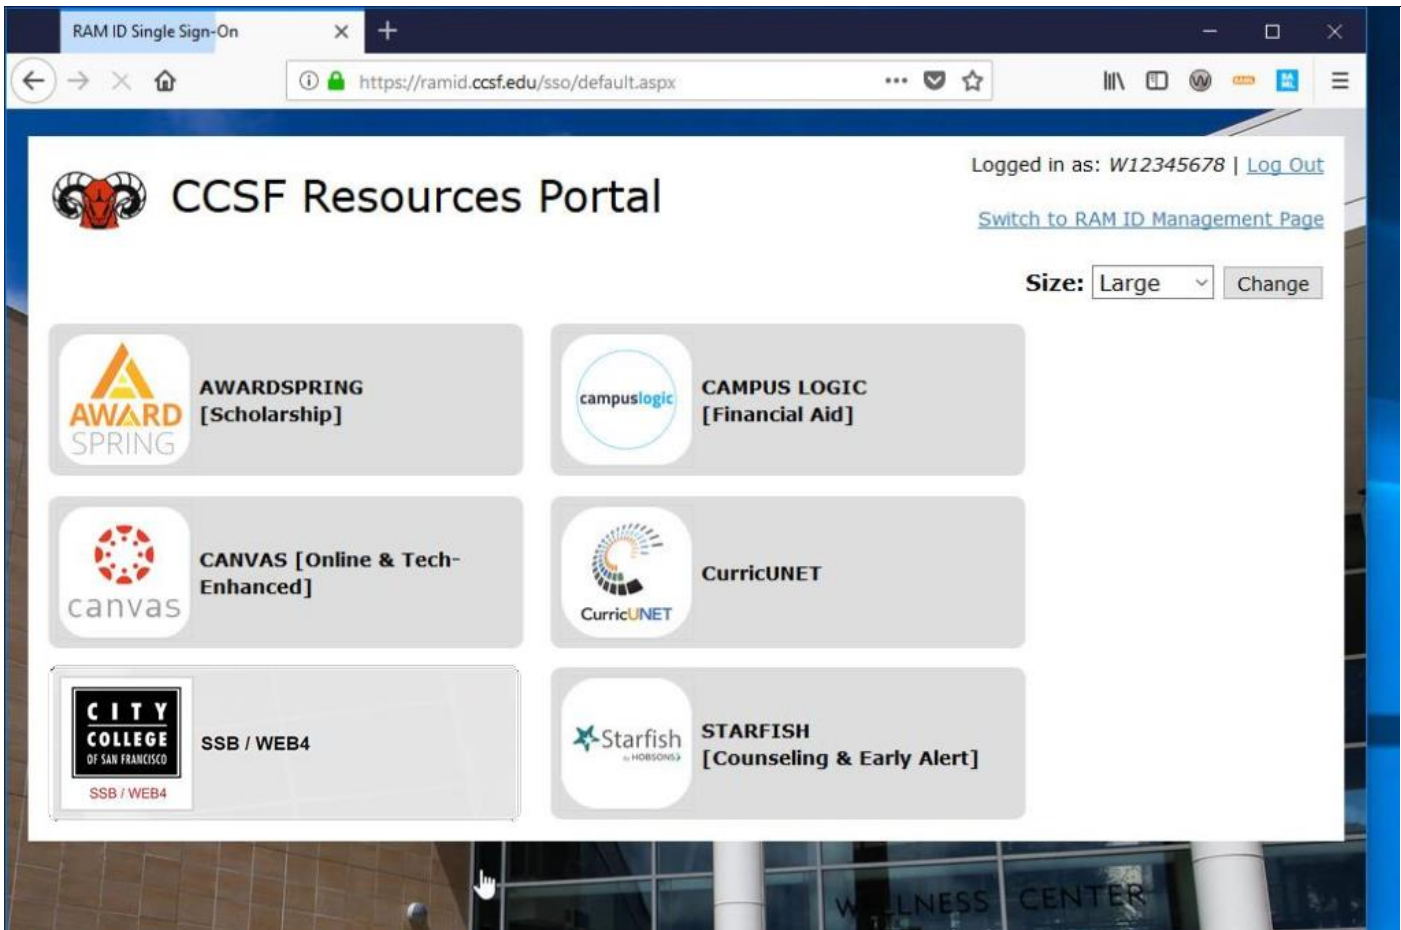 RAM ID Single Sign-On
https://ramid.ccsf.edu/sso/default.aspx
Logged in as: W12345678 | Log Out
CCSF Resources Portal
Switch to RAM ID Management Page
Size: Large Change
AWARD
SPRING
AWARDSPRING
[Scholarship]
campuslogic
CAMPUS LOGIC
[Financial Aid]
canvas
CANVAS [Online & Tech-
Enhanced]
CurricUNET
CurricUNET
CITY
COLLEGE
OF SAN FRANCISCO
SSB / WEB4
SSB / WEB4
Starfish
by HOBSONS
STARFISH
[Counseling & Early Alert]
WELLNESS CENTER